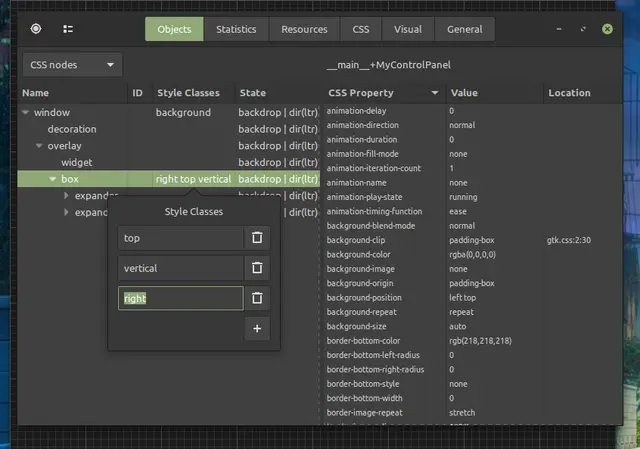 Objects Statistics Resources CSS Visual General
CSS nodes __main__+MyControlPanel
Name ID Style Classes State CSS Property Value Location
window background backdrop | dir(ltr)
decoration backdrop | dir(ltr)
overlay backdrop | dir(ltr)
widget backdrop | dir(ltr)
box right top vertical backdrop | dir(ltr)
backdrop | dir(ltr)
backdrop | dir(ltr)
Style Classes
top
vertical
right
+
animation-delay 0
animation-direction normal
animation-duration 0
animation-fill-mode none
animation-iteration-count 1
animation-name none
animation-play-state running
animation-timing-function ease
background-blend-mode normal
background-clip padding-box gtk.css:2:30
background-color rgba(0,0,0,0)
background-image none
background-origin padding-box
background-position left top
background-repeat repeat
background-size auto
border-bottom-color rgb(218,218,218)
border-bottom-left-radius 0
border-bottom-right-radius 0
border-bottom-style none
border-bottom-width 0
border-image-repeat stretch